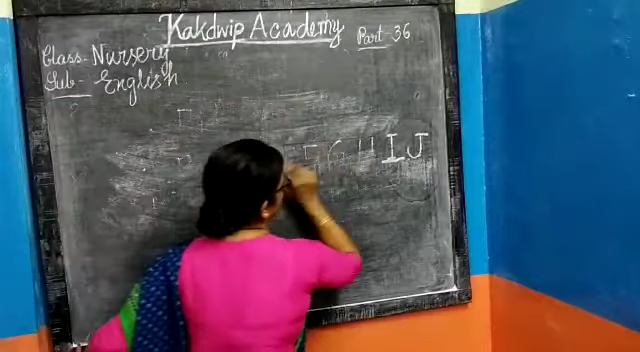 Kakdwip Academy
Part-36
Class- Nursery
Sub- English
F G H I J